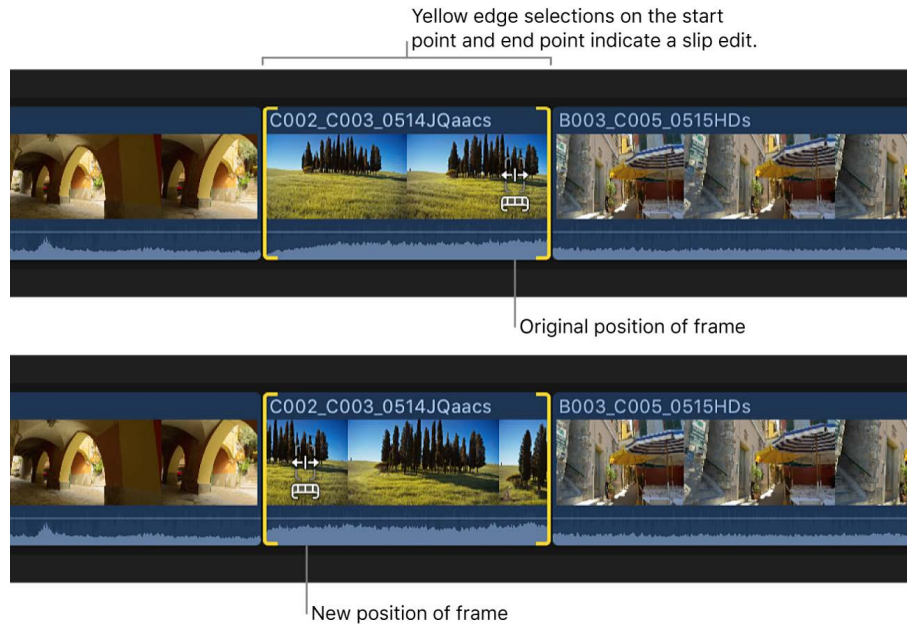 Yellow edge selections on the start
point and end point indicate a slip edit.
C002_C003_0514JQaacs
B003_C005_0515HDs
Original position of frame
C002_C003_0514JQaacs
B003_C005_0515HDs
New position of frame